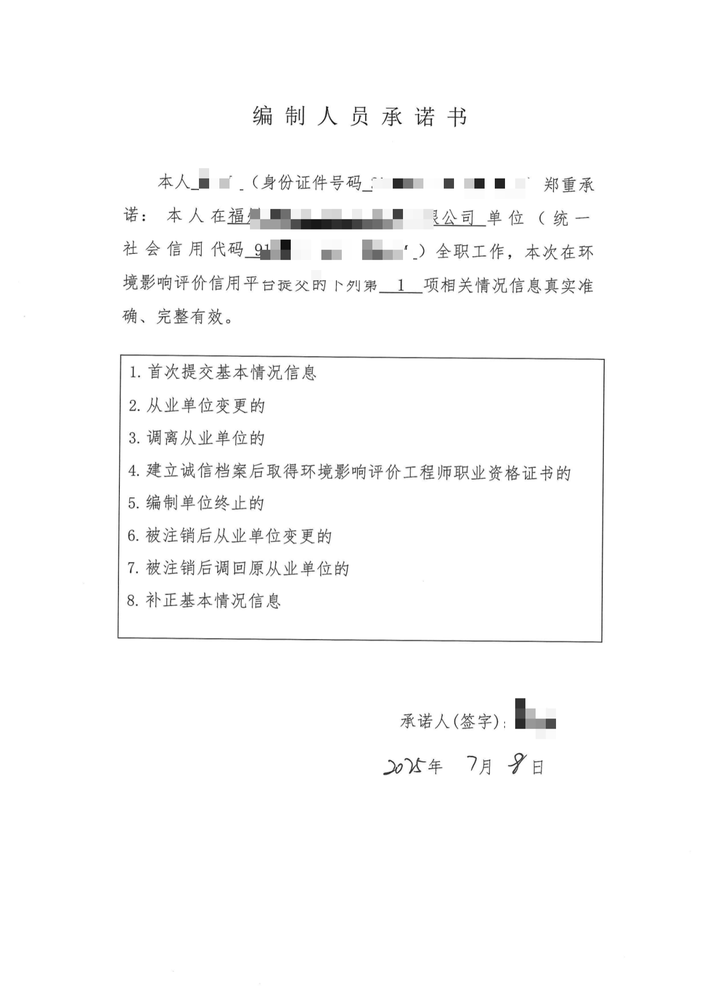 编制人员承诺书
本人（身份证件号码 郑重承
诺：本人在福州 限公司单位（统一
社会信用代码 91 ）全职工作，本次在环
境影响评价信用平台提交的下列第 1 项相关情况信息真实准
确、完整有效。
1. 首次提交基本情况信息
2. 从业单位变更的
3. 调离从业单位的
4. 建立诚信档案后取得环境影响评价工程师职业资格证书的
5. 编制单位终止的
6. 被注销后从业单位变更的
7. 被注销后调回原从业单位的
8. 补正基本情况信息
承诺人(签字):
2025年 7月 8日